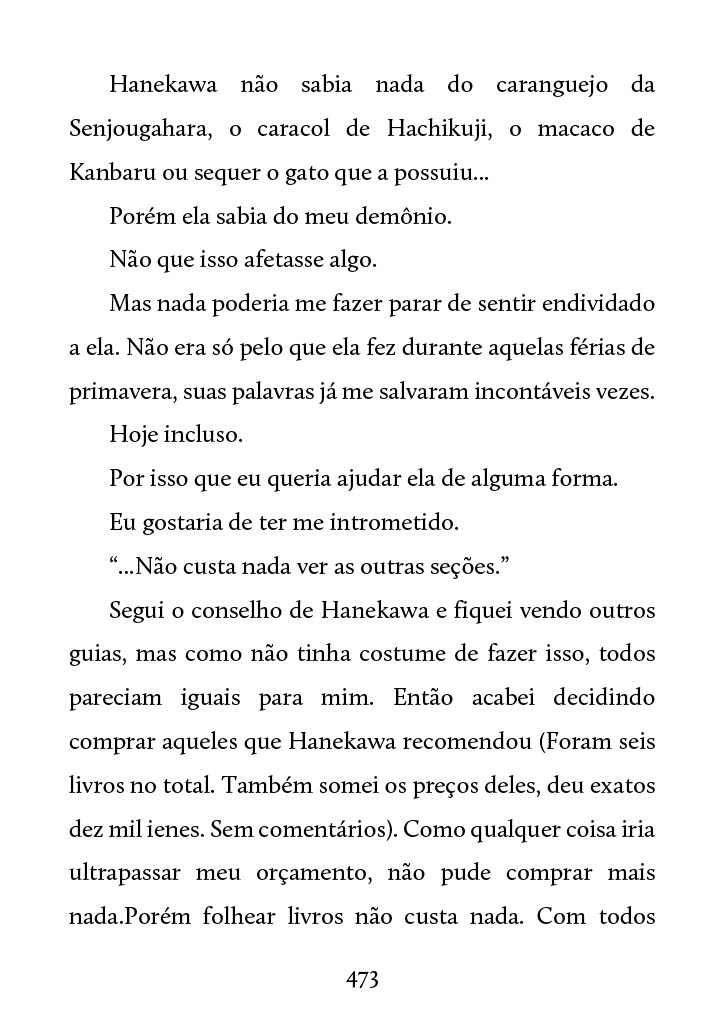 Hanekawa não sabia nada do caranguejo da
Senjougahara, o caracol de Hachikuji, o macaco de
Kanbaru ou sequer o gato que a possuiu...
Porém ela sabia do meu demônio.
Não que isso afetasse algo.
Mas nada poderia me fazer parar de sentir endividado
a ela. Não era só pelo que ela fez durante aquelas férias de
primavera, suas palavras já me salvaram incontáveis vezes.
Hoje incluso.
Por isso que eu queria ajudar ela de alguma forma.
Eu gostaria de ter me intrometido.
“...Não custa nada ver as outras seções.”
Segui o conselho de Hanekawa e fiquei vendo outros
guias, mas como não tinha costume de fazer isso, todos
pareciam iguais para mim. Então acabei decidindo
comprar aqueles que Hanekawa recomendou (Foram seis
livros no total. Também somei os preços deles, deu exatos
dez mil ienes. Sem comentários). Como qualquer coisa iria
ultrapassar meu orçamento, não pude comprar mais
nada.Porém folhear livros não custa nada. Com todos
473